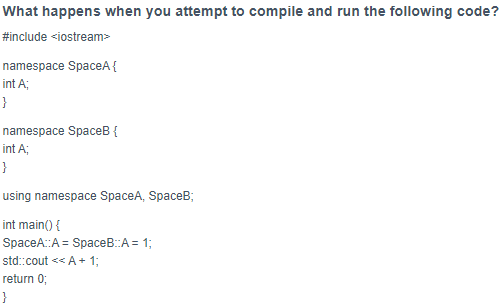 What happens when you attempt to compile and run the following code?
#include <iostream>
namespace SpaceA {
int A;
}
namespace SpaceB {
int A;
}
using namespace SpaceA, SpaceB;
int main() {
SpaceA::A = SpaceB::A = 1;
std::cout << A + 1;
return 0;
}